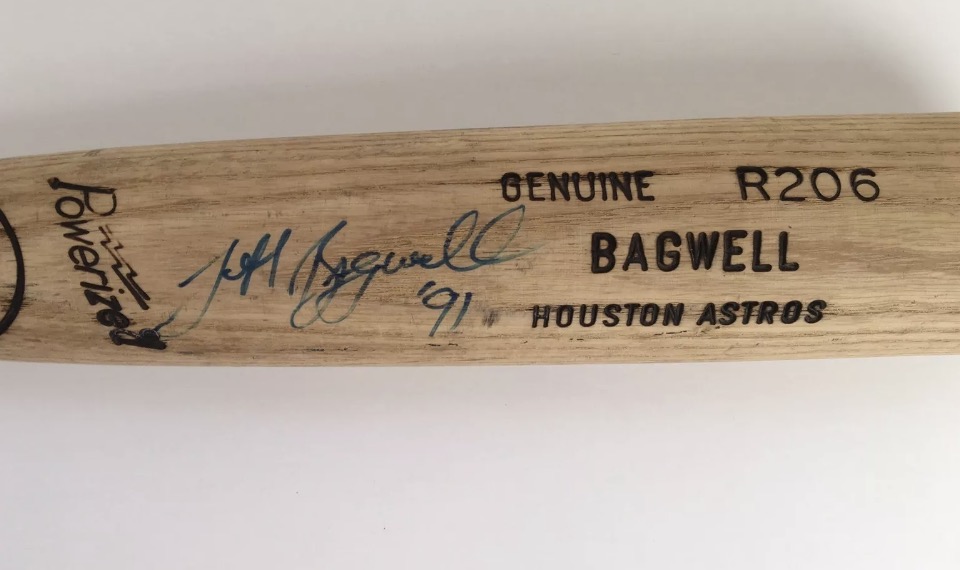 Powerized
Jeff Bagwell
'91
GENUINE R206
BAGWELL
HOUSTON ASTROS